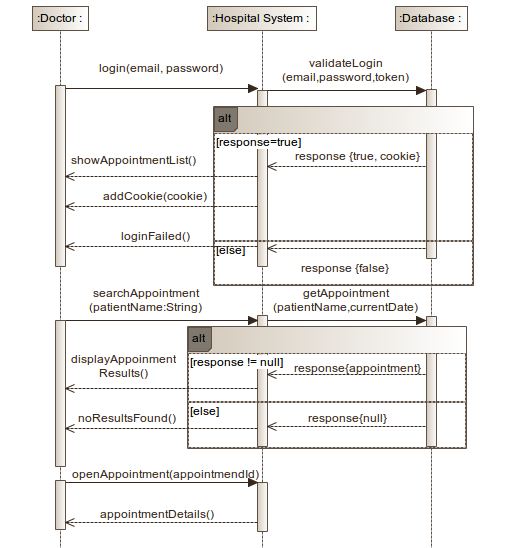 :Doctor :
:Hospital System :
:Database :
login(email, password)
validateLogin
(email,password,token)
alt
[response=true]
response {true, cookie}
showAppointmentList()
addCookie(cookie)
loginFailed()
[else]
response {false}
searchAppointment
(patientName:String)
getAppointment
(patientName,currentDate)
alt
[response != null]
displayAppoinment
Results()
response{appointment}
[else]
noResultsFound()
response{null}
openAppointment(appointmendId)
appointmentDetails()